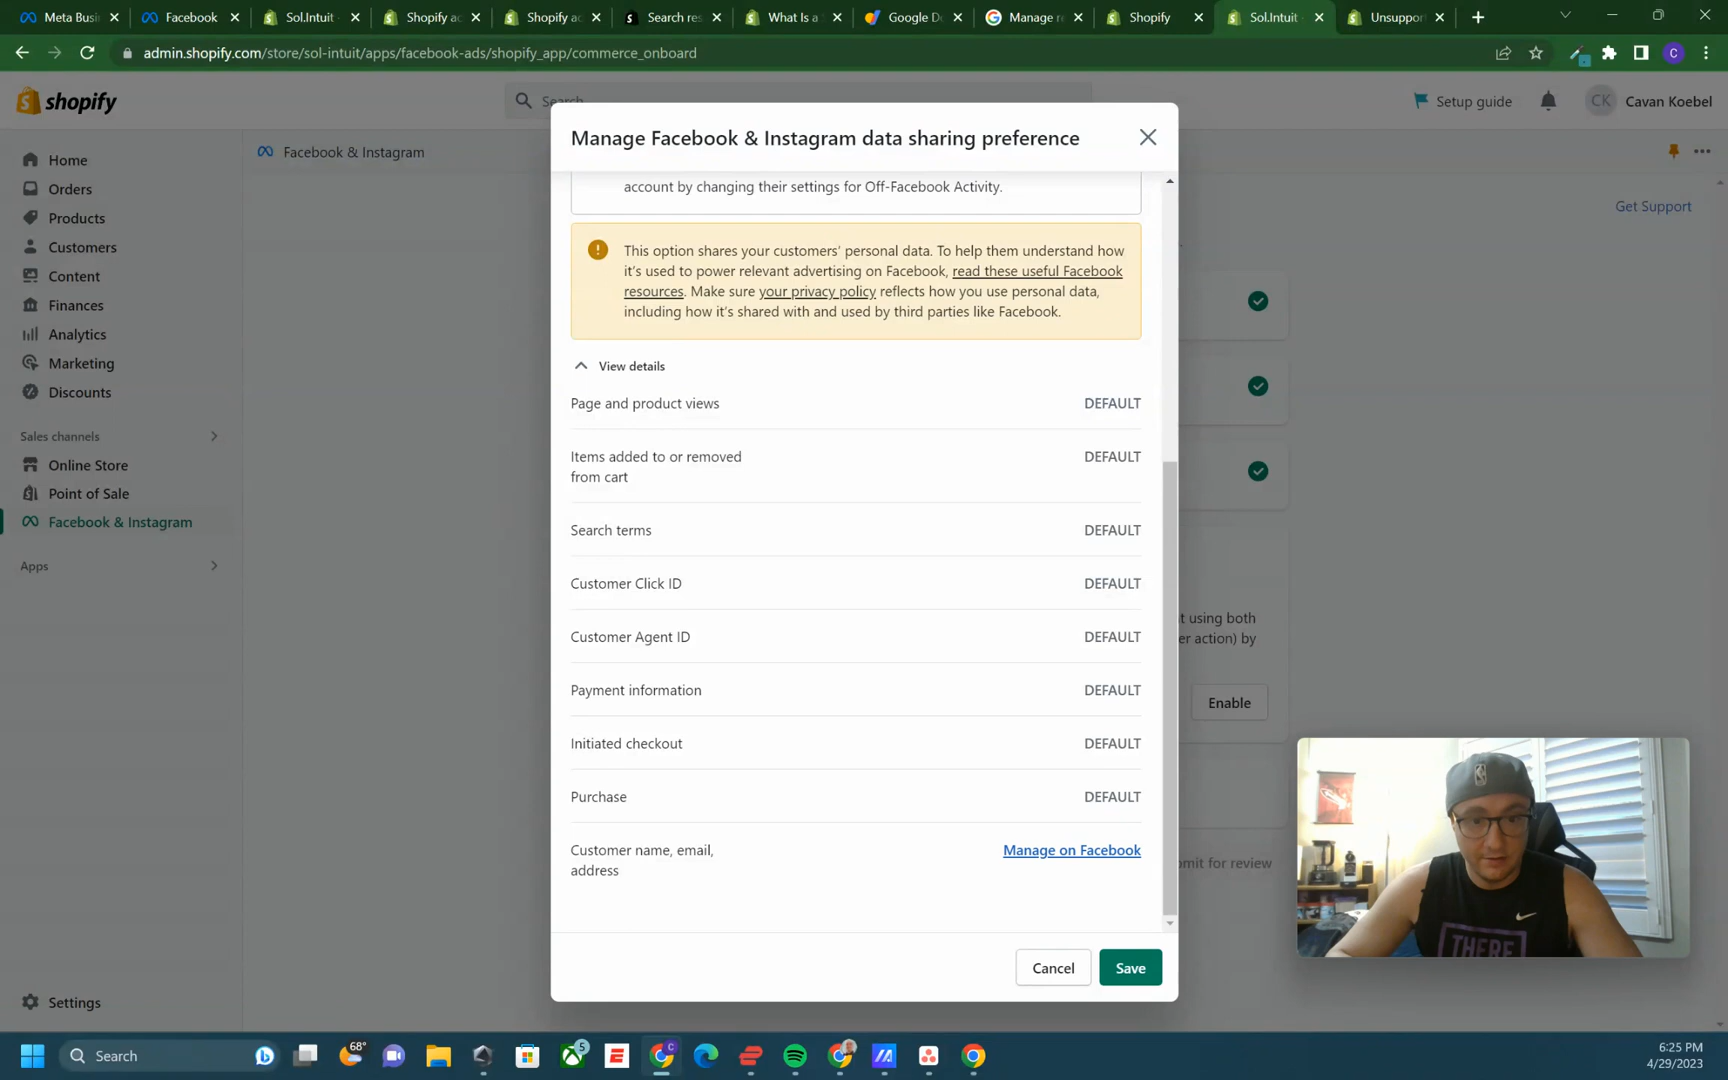 Meta Busin
Facebook
Sol.Intuit
Shopify ac
Shopify ac
Search res
What Is a S
Google Do
Manage re
Shopify
Sol.Intuit
Unsuppor
admin.shopify.com/store/sol-intuit/apps/facebook-ads/shopify_app/commerce_onboard
C
shopify
Search
Setup guide
CK
Cavan Koebel
Home
Orders
Products
Customers
Content
Finances
Analytics
Marketing
Discounts
Sales channels
Online Store
Point of Sale
Facebook & Instagram
Apps
Settings
Facebook & Instagram
Get Support
Manage Facebook & Instagram data sharing preference
account by changing their settings for Off-Facebook Activity.
This option shares your customers' personal data. To help them understand how
it's used to power relevant advertising on Facebook, read these useful Facebook
resources. Make sure your privacy policy reflects how you use personal data,
including how it's shared with and used by third parties like Facebook.
View details
Page and product views DEFAULT
Items added to or removed DEFAULT
from cart
Search terms DEFAULT
Customer Click ID DEFAULT
Customer Agent ID DEFAULT
Payment information DEFAULT
Initiated checkout DEFAULT
Purchase DEFAULT
Customer name, email, Manage on Facebook
address
Cancel
Save
t using both
er action) by
Enable
mit for review
THERE
Search
68°
5
C
6:25 PM
4/29/2023